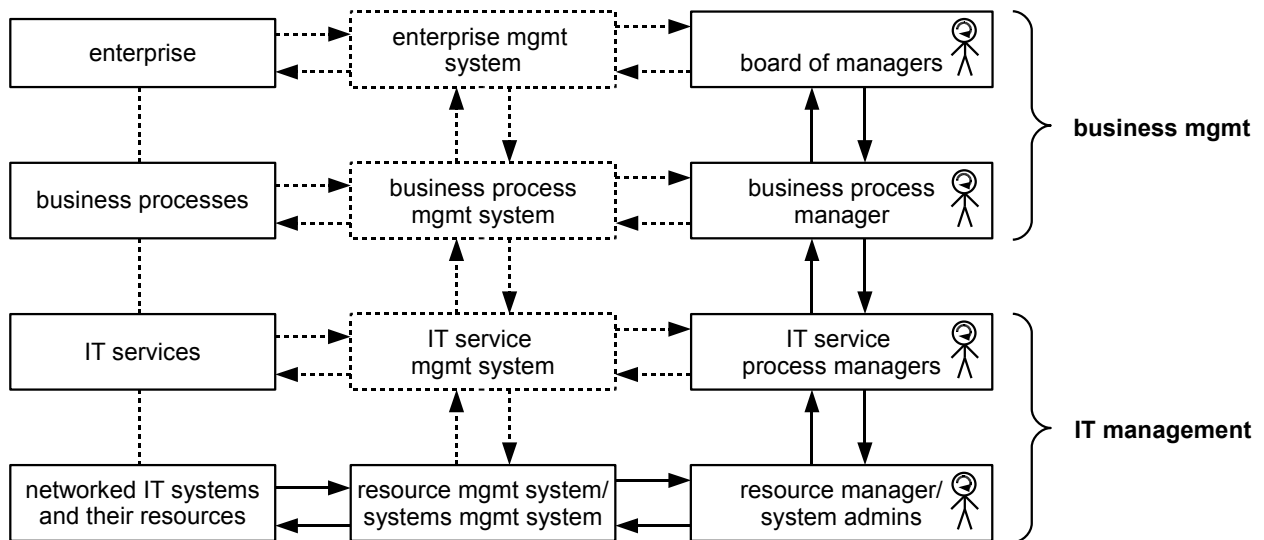 enterprise
enterprise mgmt
system
board of managers
business mgmt
business processes
business process
mgmt system
business process
manager
IT services
IT service
mgmt system
IT service
process managers
IT management
networked IT systems
and their resources
resource mgmt system/
systems mgmt system
resource manager/
system admins